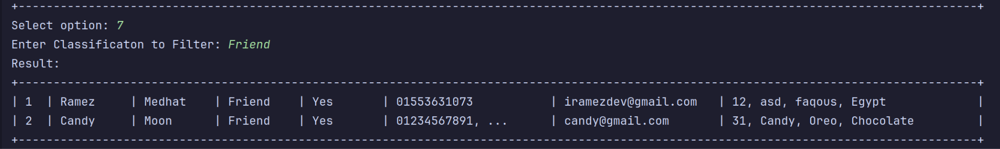 +-----------------------------------------------------------------------------------------------------------------------------------------+
Select option: 7
Enter Classificaton to Filter: Friend
Result:
+-----------------------------------------------------------------------------------------------------------------------------------------+
| 1  | Ramez     | Medhat    | Friend    | Yes       | 01553631073           | iramezdev@gmail.com   | 12, asd, faqous, Egypt             |
| 2  | Candy     | Moon      | Friend    | Yes       | 01234567891, ...      | candy@gmail.com       | 31, Candy, Oreo, Chocolate         |
+-----------------------------------------------------------------------------------------------------------------------------------------+